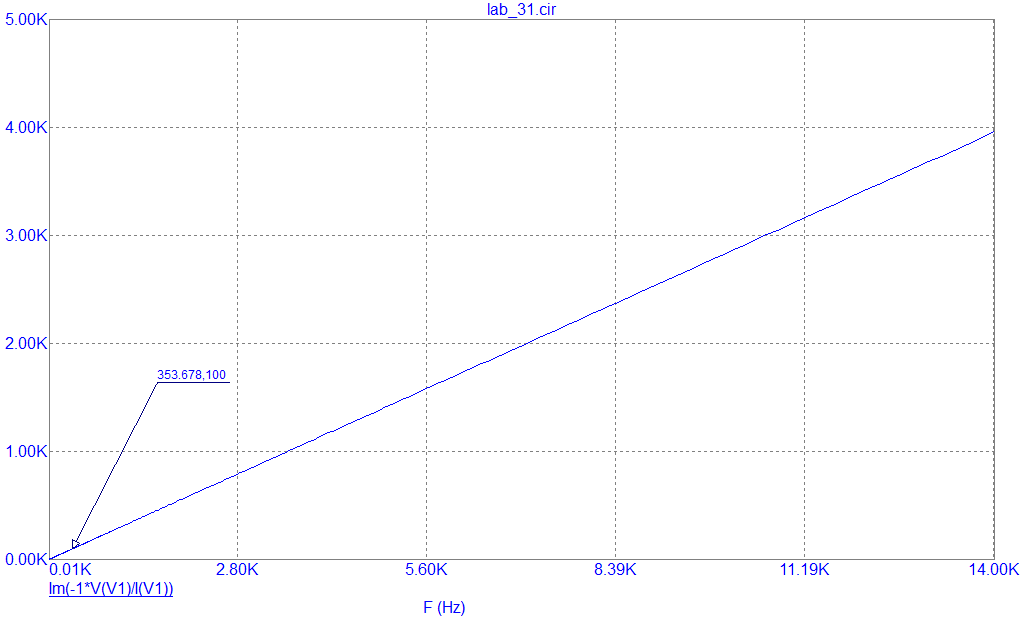 lab_31.cir
5.00K
4.00K
3.00K
2.00K
353.678,100
1.00K
0.00K
0.01K 2.80K 5.60K 8.39K 11.19K 14.00K
Im(-1*V(V1)/I(V1))
F (Hz)